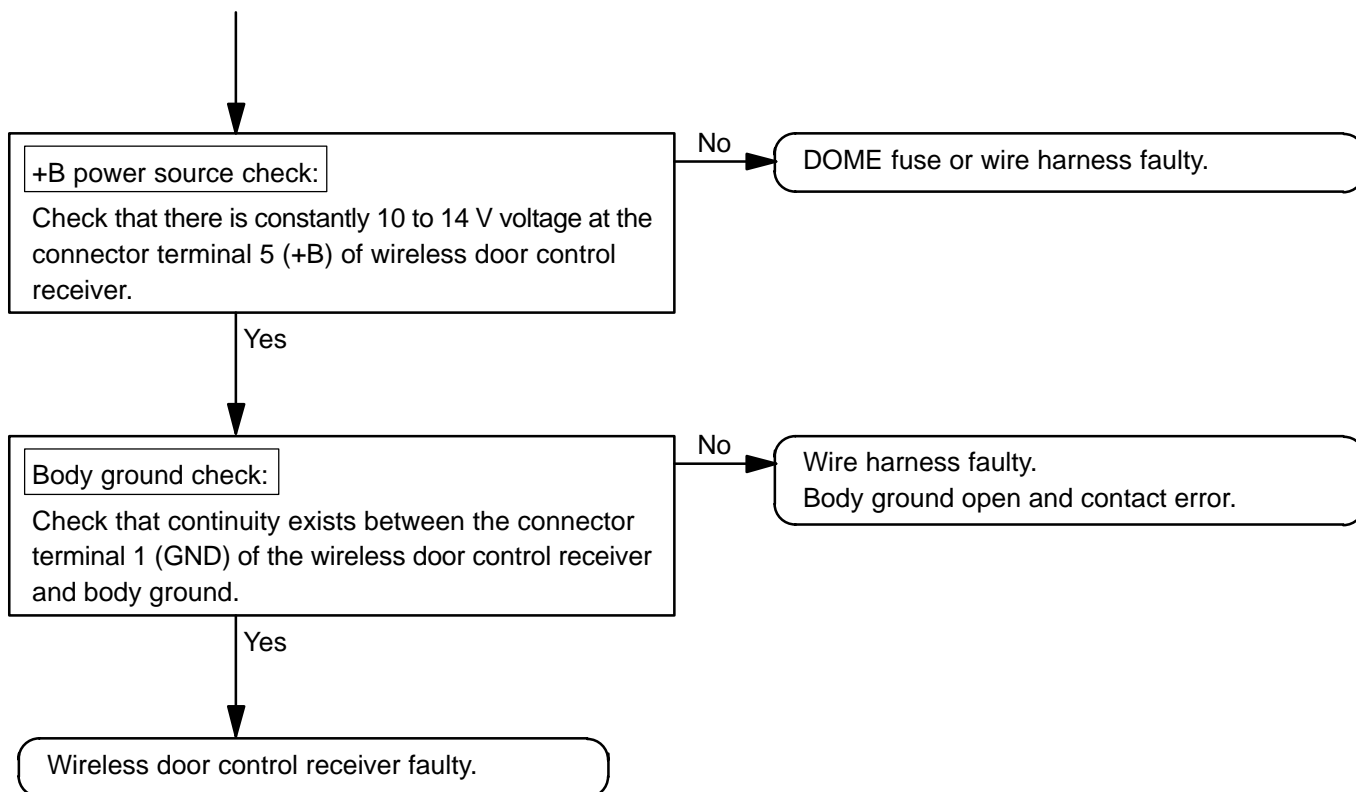 +B power source check:
No
DOME fuse or wire harness faulty.
Check that there is constantly 10 to 14 V voltage at the
connector terminal 5 (+B) of wireless door control
receiver.
Yes
Body ground check:
No
Wire harness faulty.
Body ground open and contact error.
Check that continuity exists between the connector
terminal 1 (GND) of the wireless door control receiver
and body ground.
Yes
Wireless door control receiver faulty.